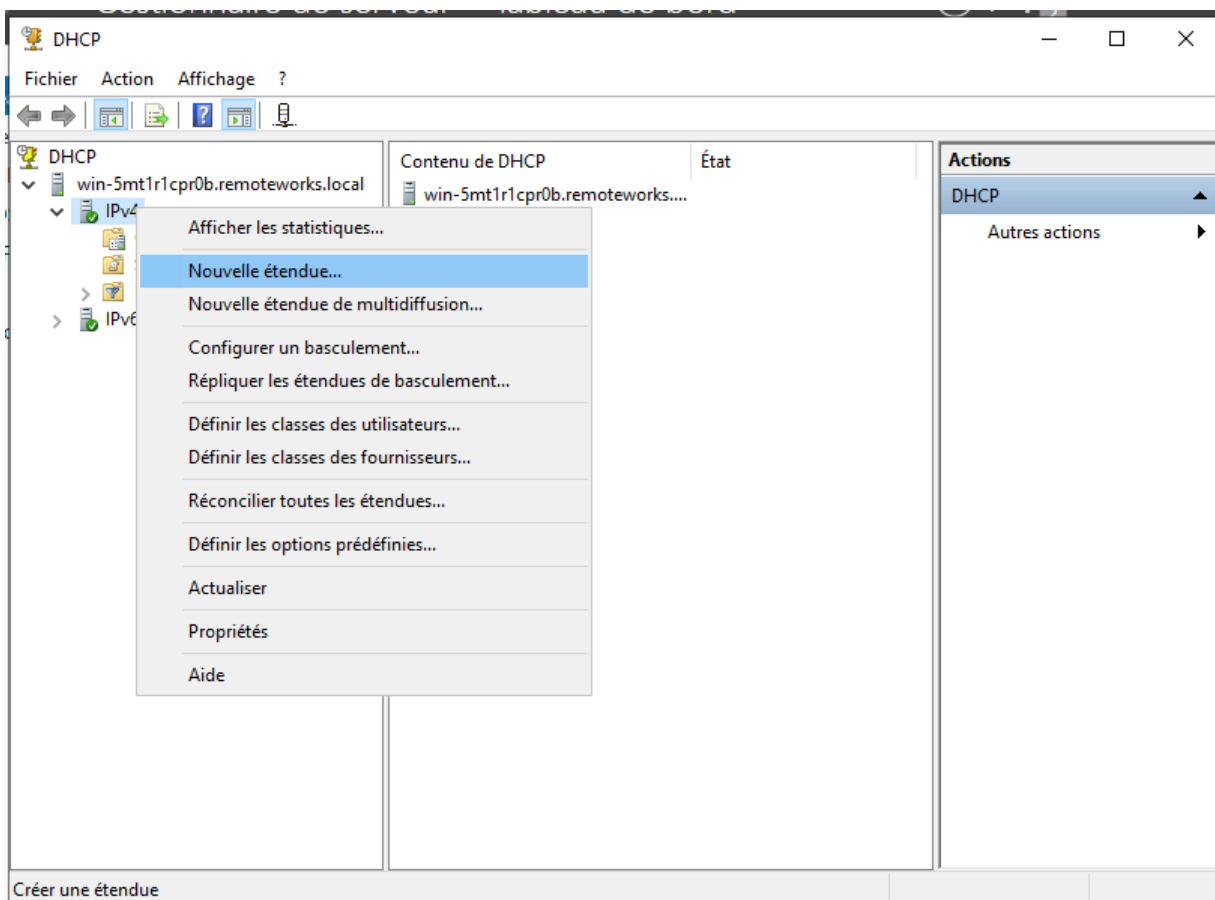 DHCP
Fichier Action Affichage ?
DHCP
win-5mt1r1cpr0b.remoteworks.local
IPv4
IPv6
Afficher les statistiques...
Nouvelle étendue...
Nouvelle étendue de multidiffusion...
Configurer un basculement...
Répliquer les étendues de basculement...
Définir les classes des utilisateurs...
Définir les classes des fournisseurs...
Réconcilier toutes les étendues...
Définir les options prédéfinies...
Actualiser
Propriétés
Aide
Contenu de DHCP État
win-5mt1r1cpr0b.remoteworks....
Actions
DHCP
Autres actions
Créer une étendue